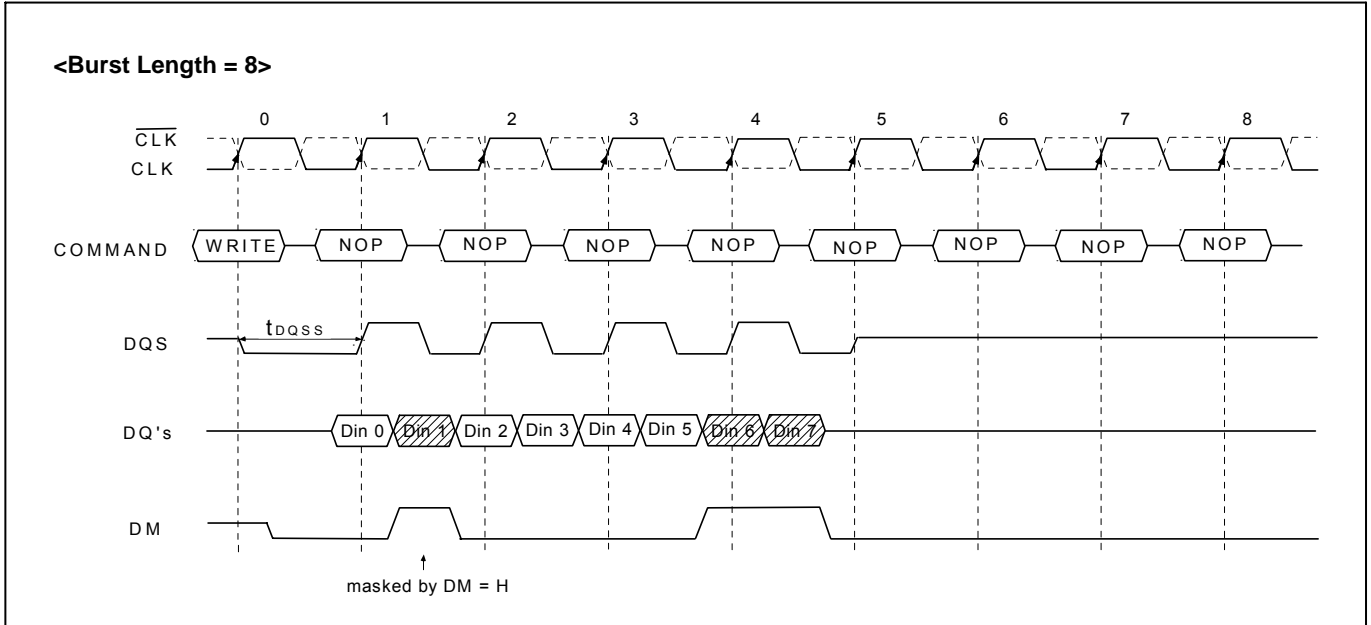 <Burst Length = 8>
0 1 2 3 4 5 6 7 8
CLK
CLK
COMMAND WRITE NOP NOP NOP NOP NOP NOP NOP NOP
DQS tDQSS
DQ's Din 0 Din 1 Din 2 Din 3 Din 4 Din 5 Din 6 Din 7
DM
masked by DM = H